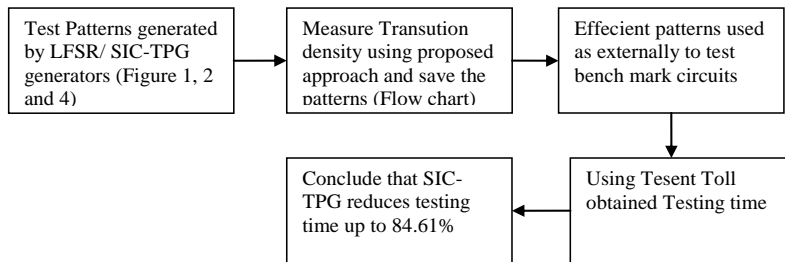 Test Patterns generated
by LFSR/ SIC-TPG
generators (Figure 1, 2
and 4)
Measure Transution
density using proposed
approach and save the
patterns (Flow chart)
Effecient patterns used
as externally to test
bench mark circuits
Using Tesent Toll
obtained Testing time
Conclude that SIC-
TPG reduces testing
time up to 84.61%